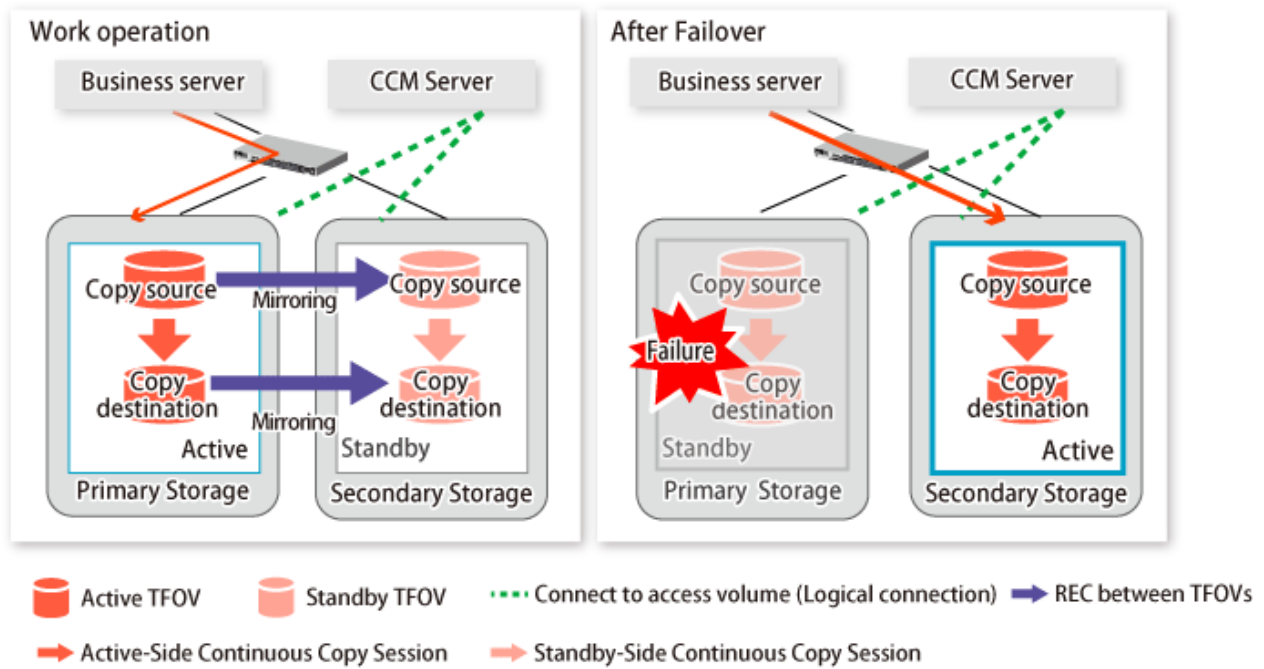 Work operation
Business server
CCM Server
Copy source
Mirroring
Copy source
Copy
destination
Mirroring
Copy
destination
Active
Standby
Primary Storage
Secondary Storage
After Failover
Business server
CCM Server
Copy source
Failure
Copy
destination
Standby
Primary Storage
Copy source
Copy
destination
Active
Secondary Storage
Active TFOV
Standby TFOV
Connect to access volume (Logical connection)
REC between TFOVs
Active-Side Continuous Copy Session
Standby-Side Continuous Copy Session